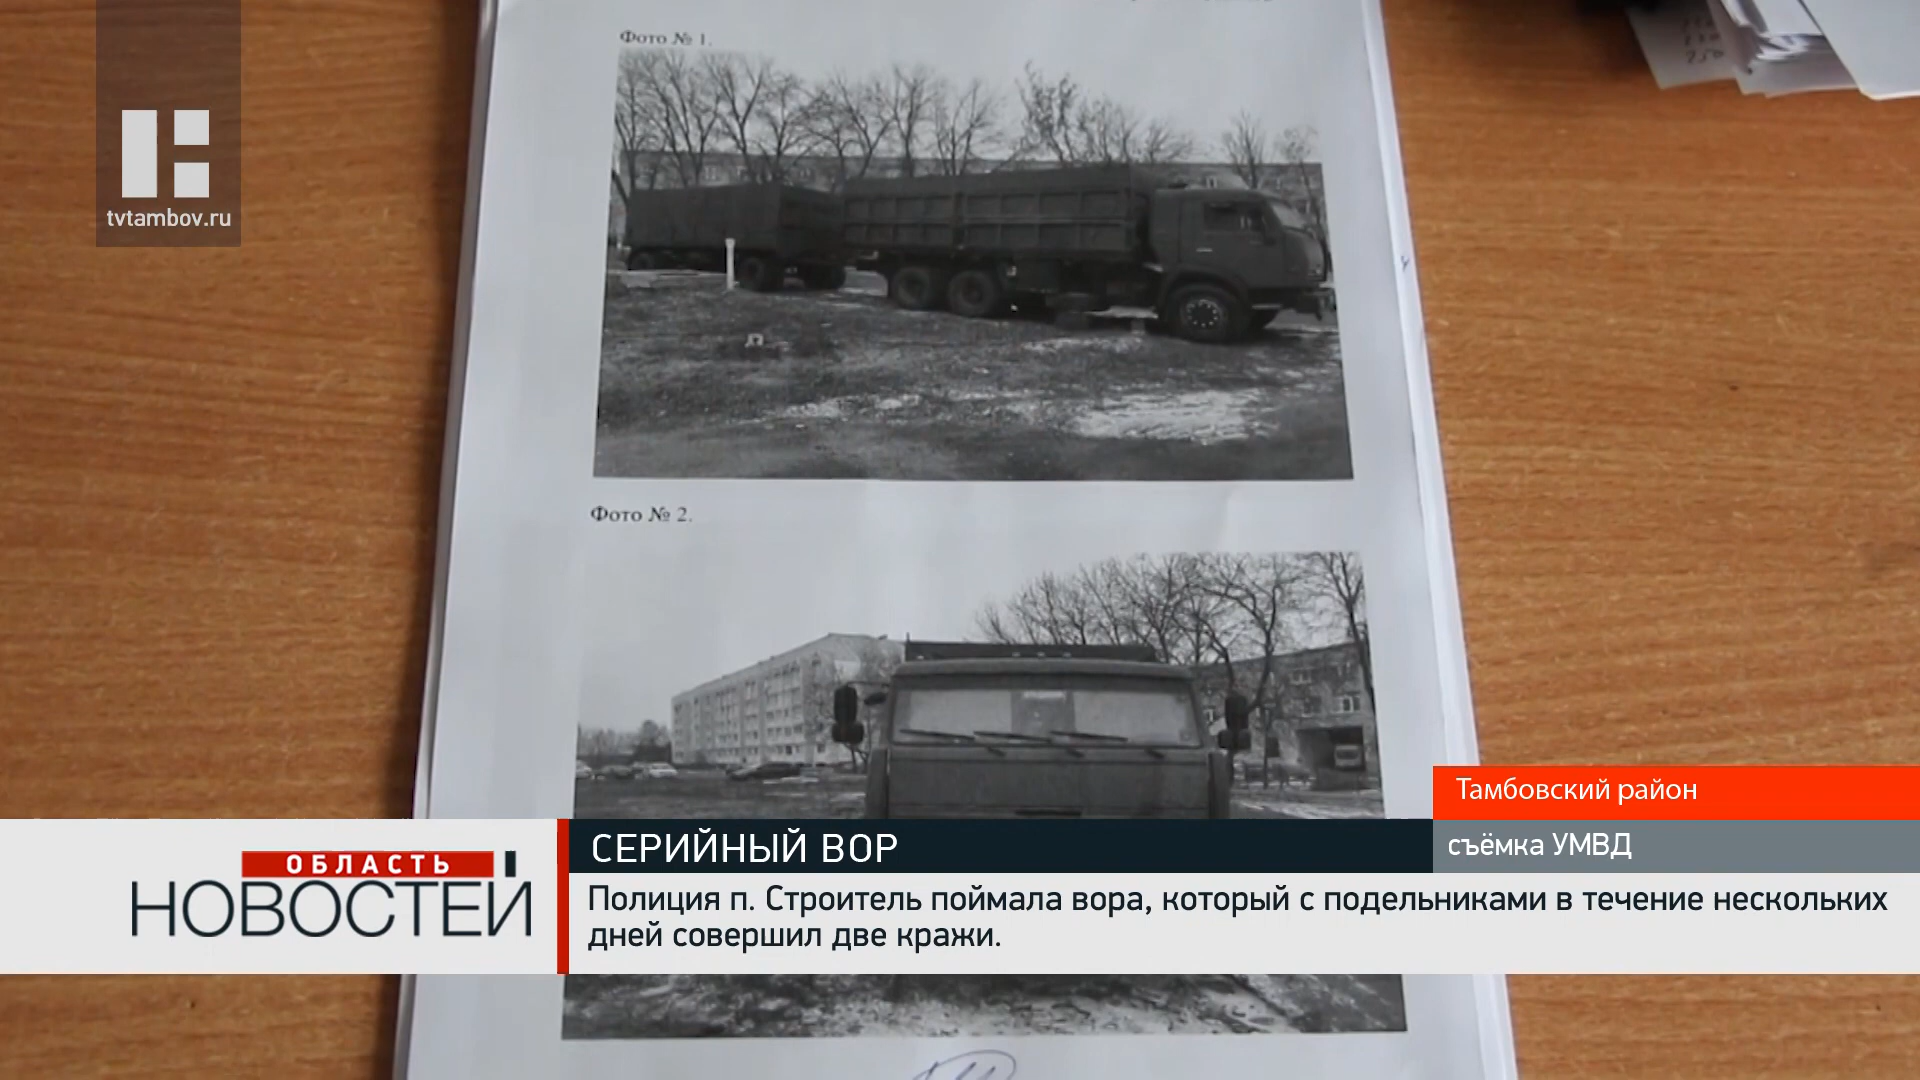 Фото № 1.
tvtambov.ru
Фото № 2.
Тамбовский район
СЕРИЙНЫЙ ВОР
съёмка УМВД
ОБЛАСТЬ
НОВОСТЕЙ
Полиция п. Строитель поймала вора, который с подельниками в течение нескольких
дней совершил две кражи.